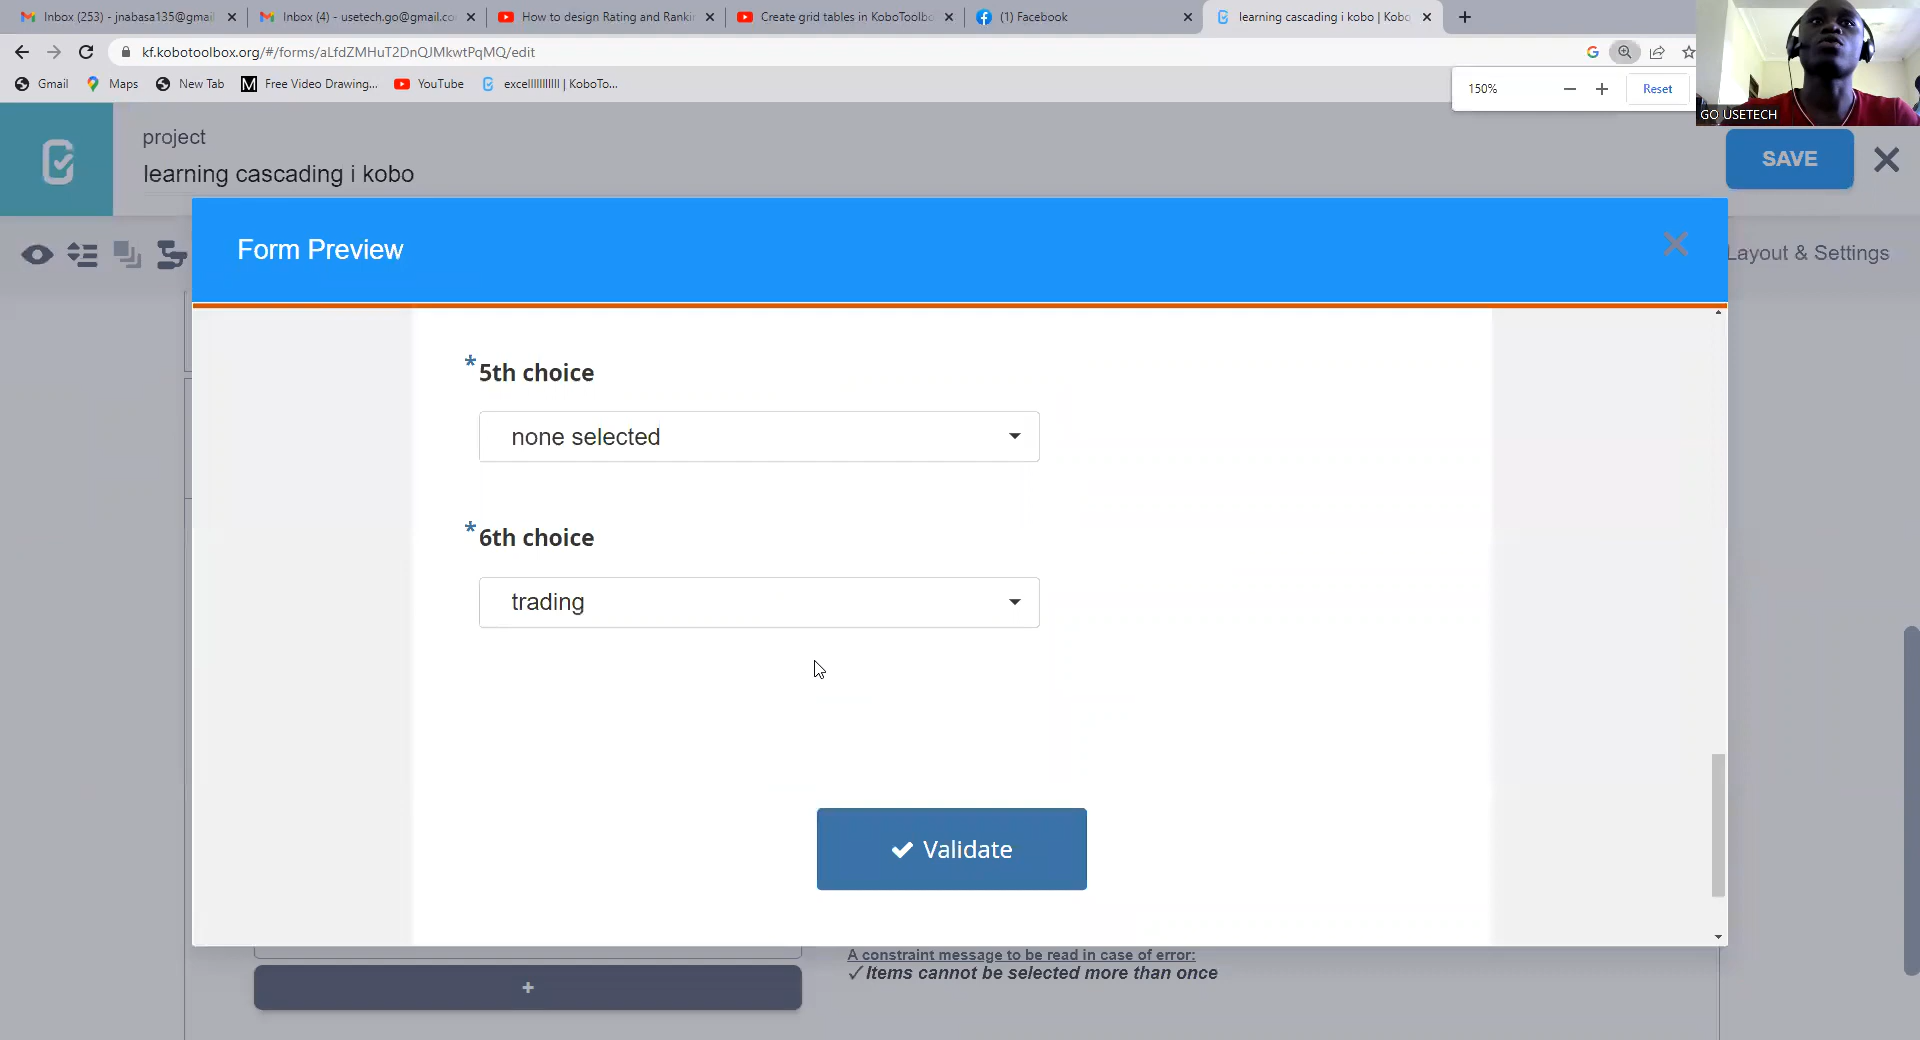 Inbox (253) - jnabasa135@gmai
Inbox (4) - usetech.go@gmail.co
How to design Rating and Ranki
Create grid tables in KoboToolb
(1) Facebook
learning cascading i kobo | Kobo
kf.kobotoolbox.org/#/forms/aLfdZMHuT2DnQJMkwtPqMQ/edit
Gmail
Maps
New Tab
Free Video Drawing...
YouTube
150%
Reset
GO USETECH
project
learning cascading i kobo
SAVE
Form Preview
Layout & Settings
*5th choice
none selected
*6th choice
trading
Validate
A constraint message to be read in case of error:
✓Items cannot be selected more than once